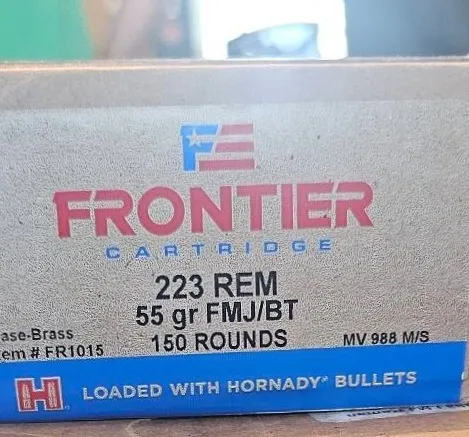 FRONTIER
CARTRIDGE
223 REM
55 gr FMJ/BT
ase-Brass
150 ROUNDS
MV 988 M/S
em # FR1015
H
LOADED WITH HORNADY® BULLETS